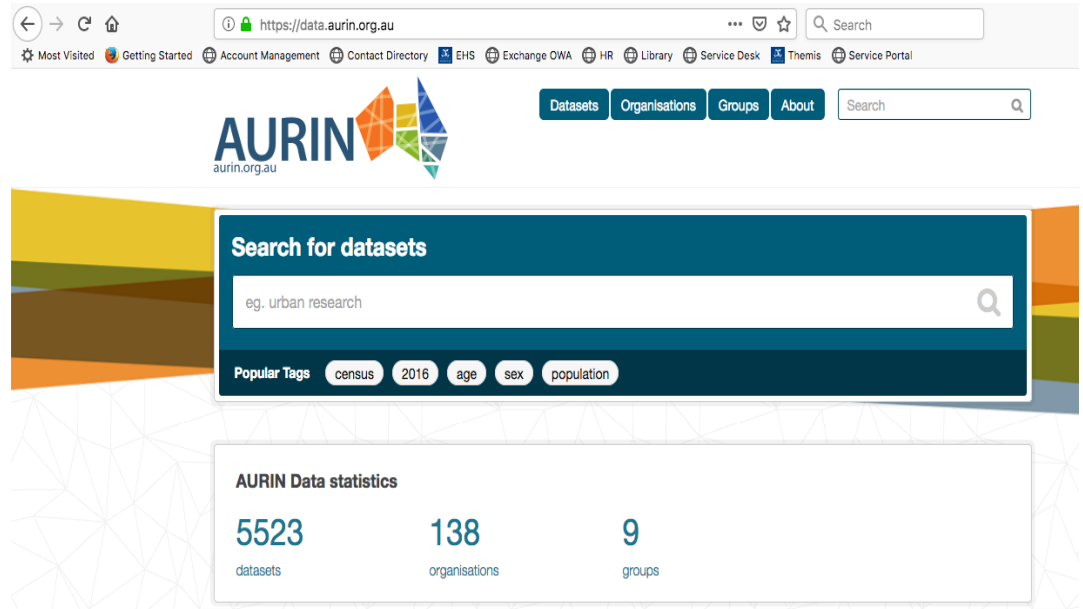 https://data.aurin.org.au
Search
Most Visited Getting Started Account Management Contact Directory EHS Exchange OWA HR Library Service Desk Themis Service Portal
AURIN
aurin.org.au
Datasets Organisations Groups About Search
Search for datasets
eg. urban research
Popular Tags census 2016 age sex population
AURIN Data statistics
5523 138 9
datasets organisations groups